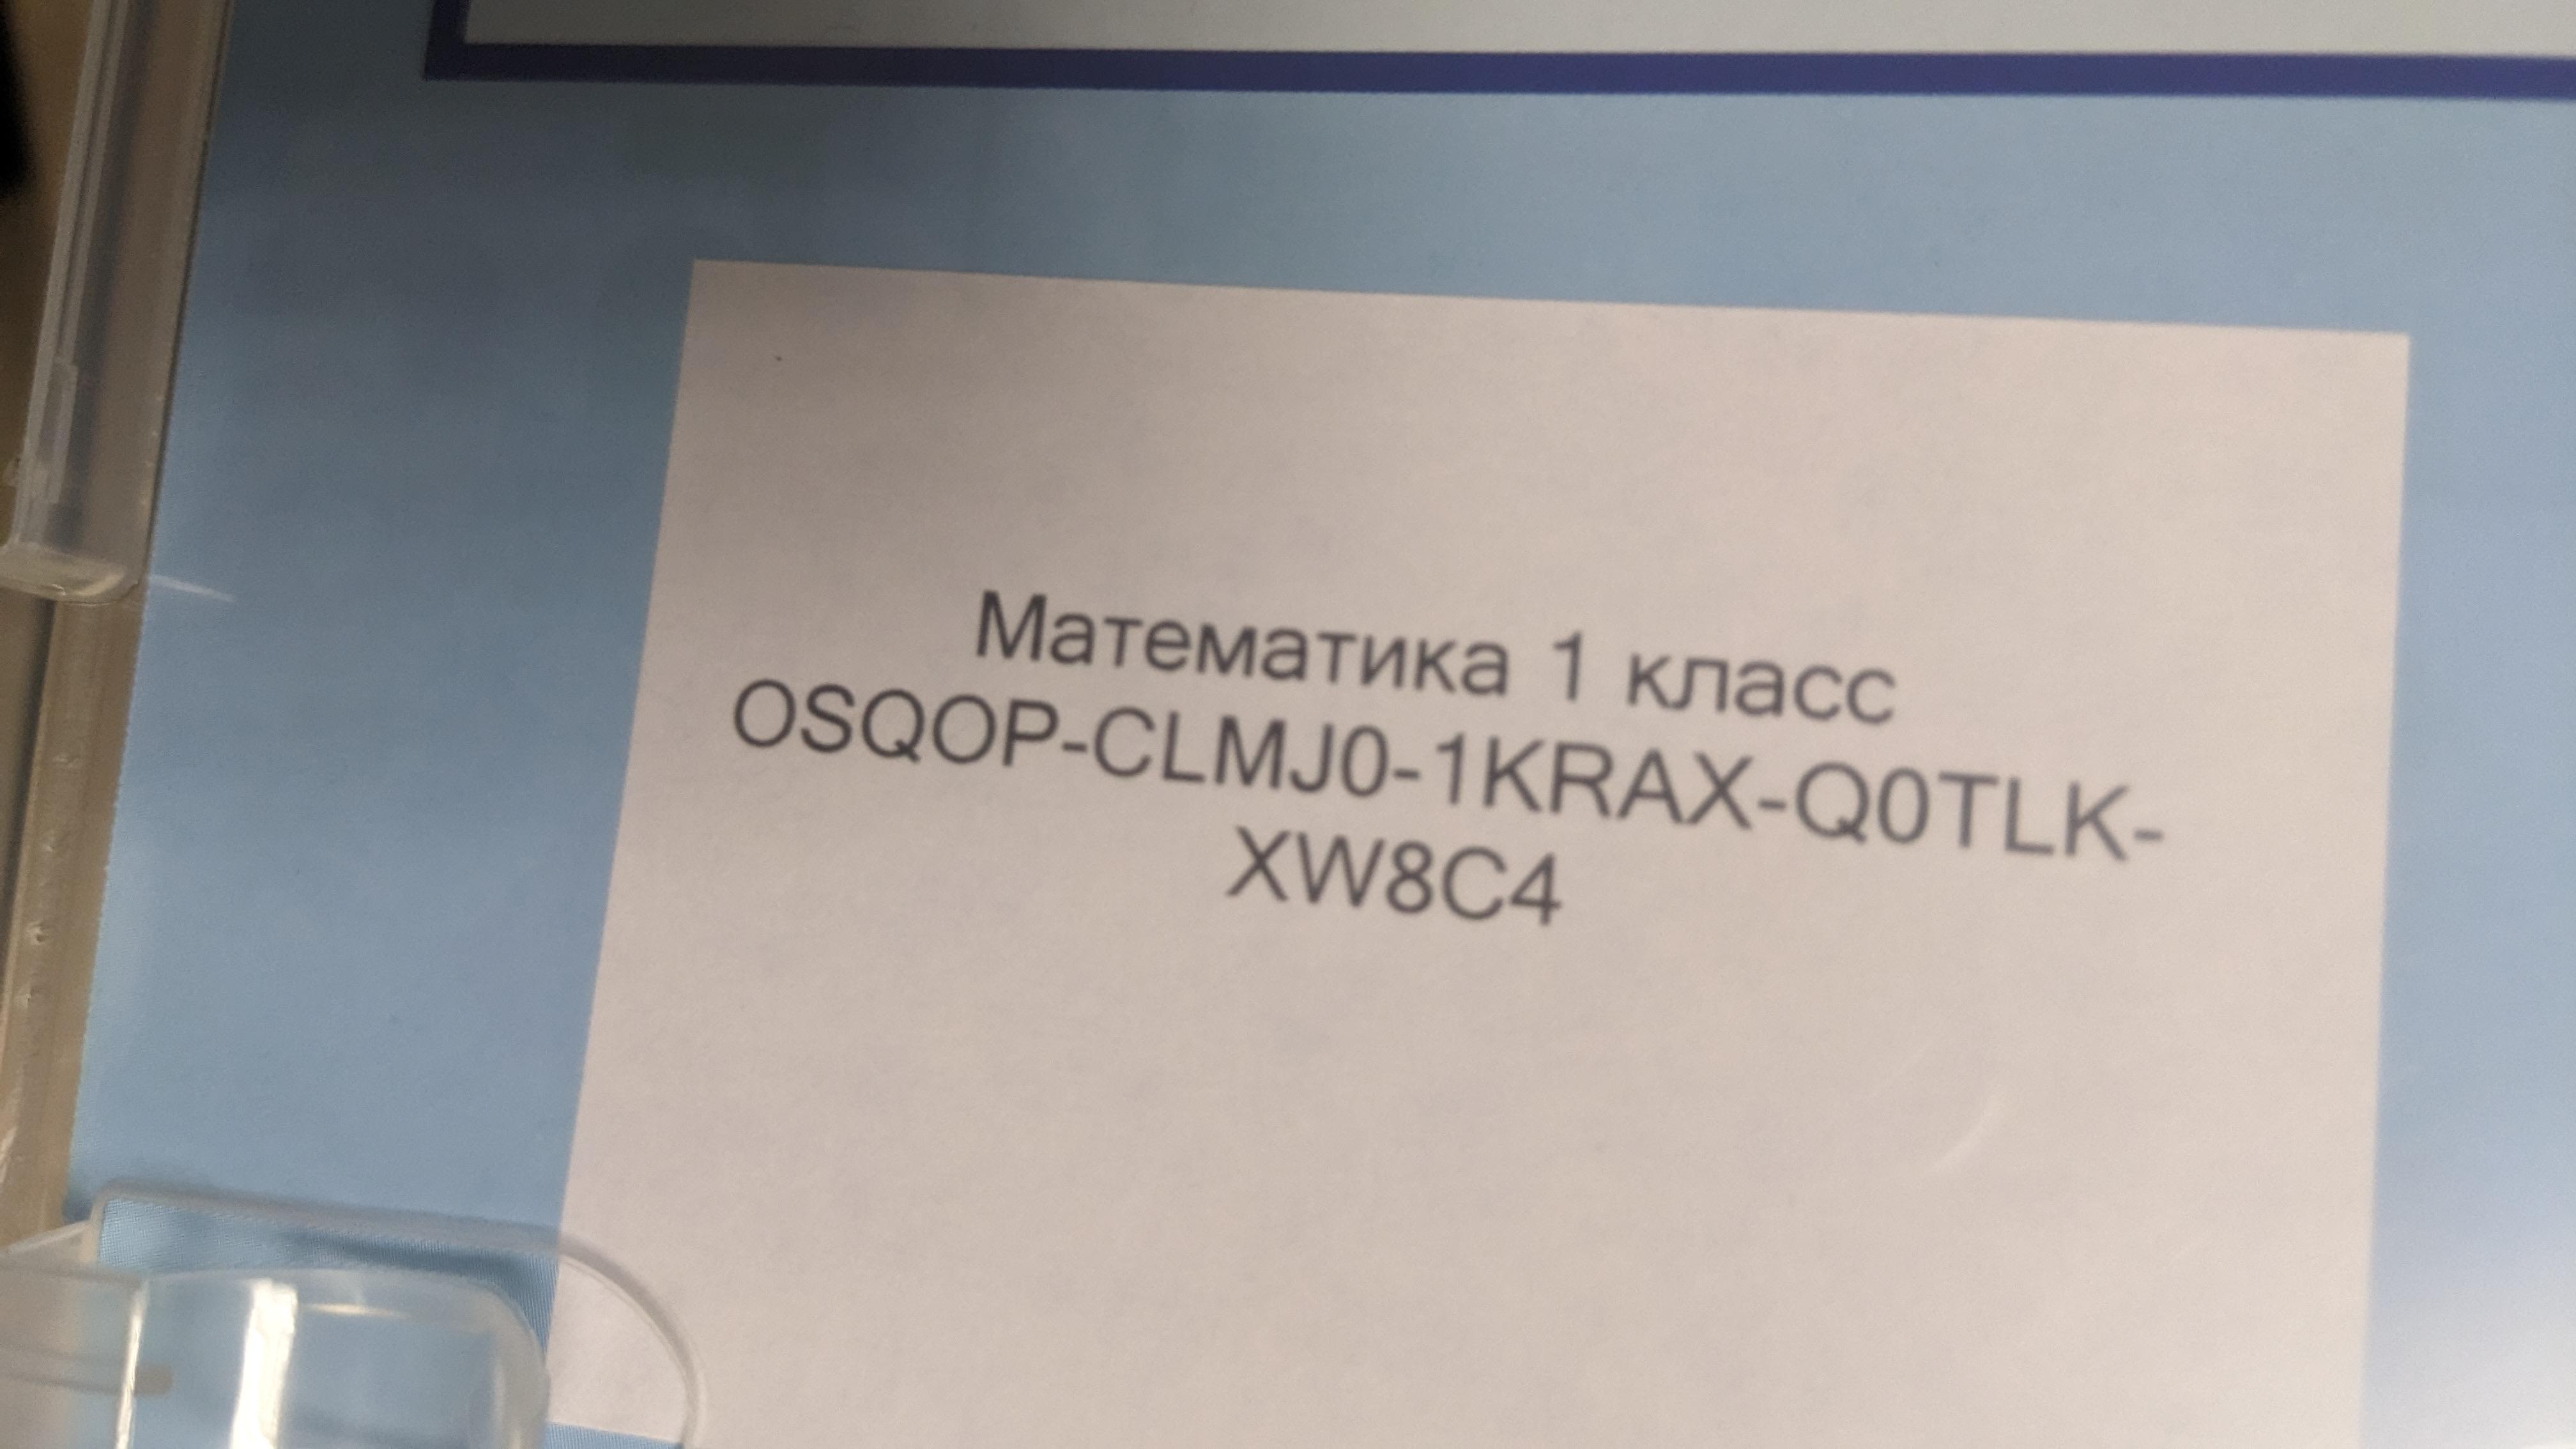 Математика 1 класс
OSQOP-CLMJ0-1KRAX-Q0TLK-
XW8C4